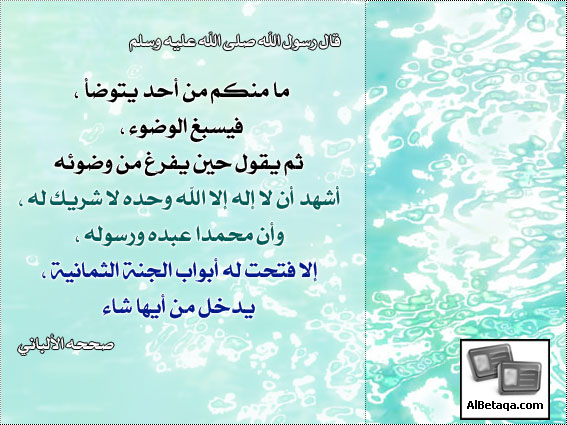 قال رسول الله صلى الله عليه وسلم
ما منكم من أحد يتوضأ ،
فيسبغ الوضوء ،
ثم يقول حين يفرغ من وضوئه
أشهد أن لا إله إلا الله وحده لا شريك له ،
وأن محمدا عبده ورسوله ،
إلا فتحت له أبواب الجنة الثمانية ،
يدخل من أيها شاء
صححه الألباني
AlBetaqa.com